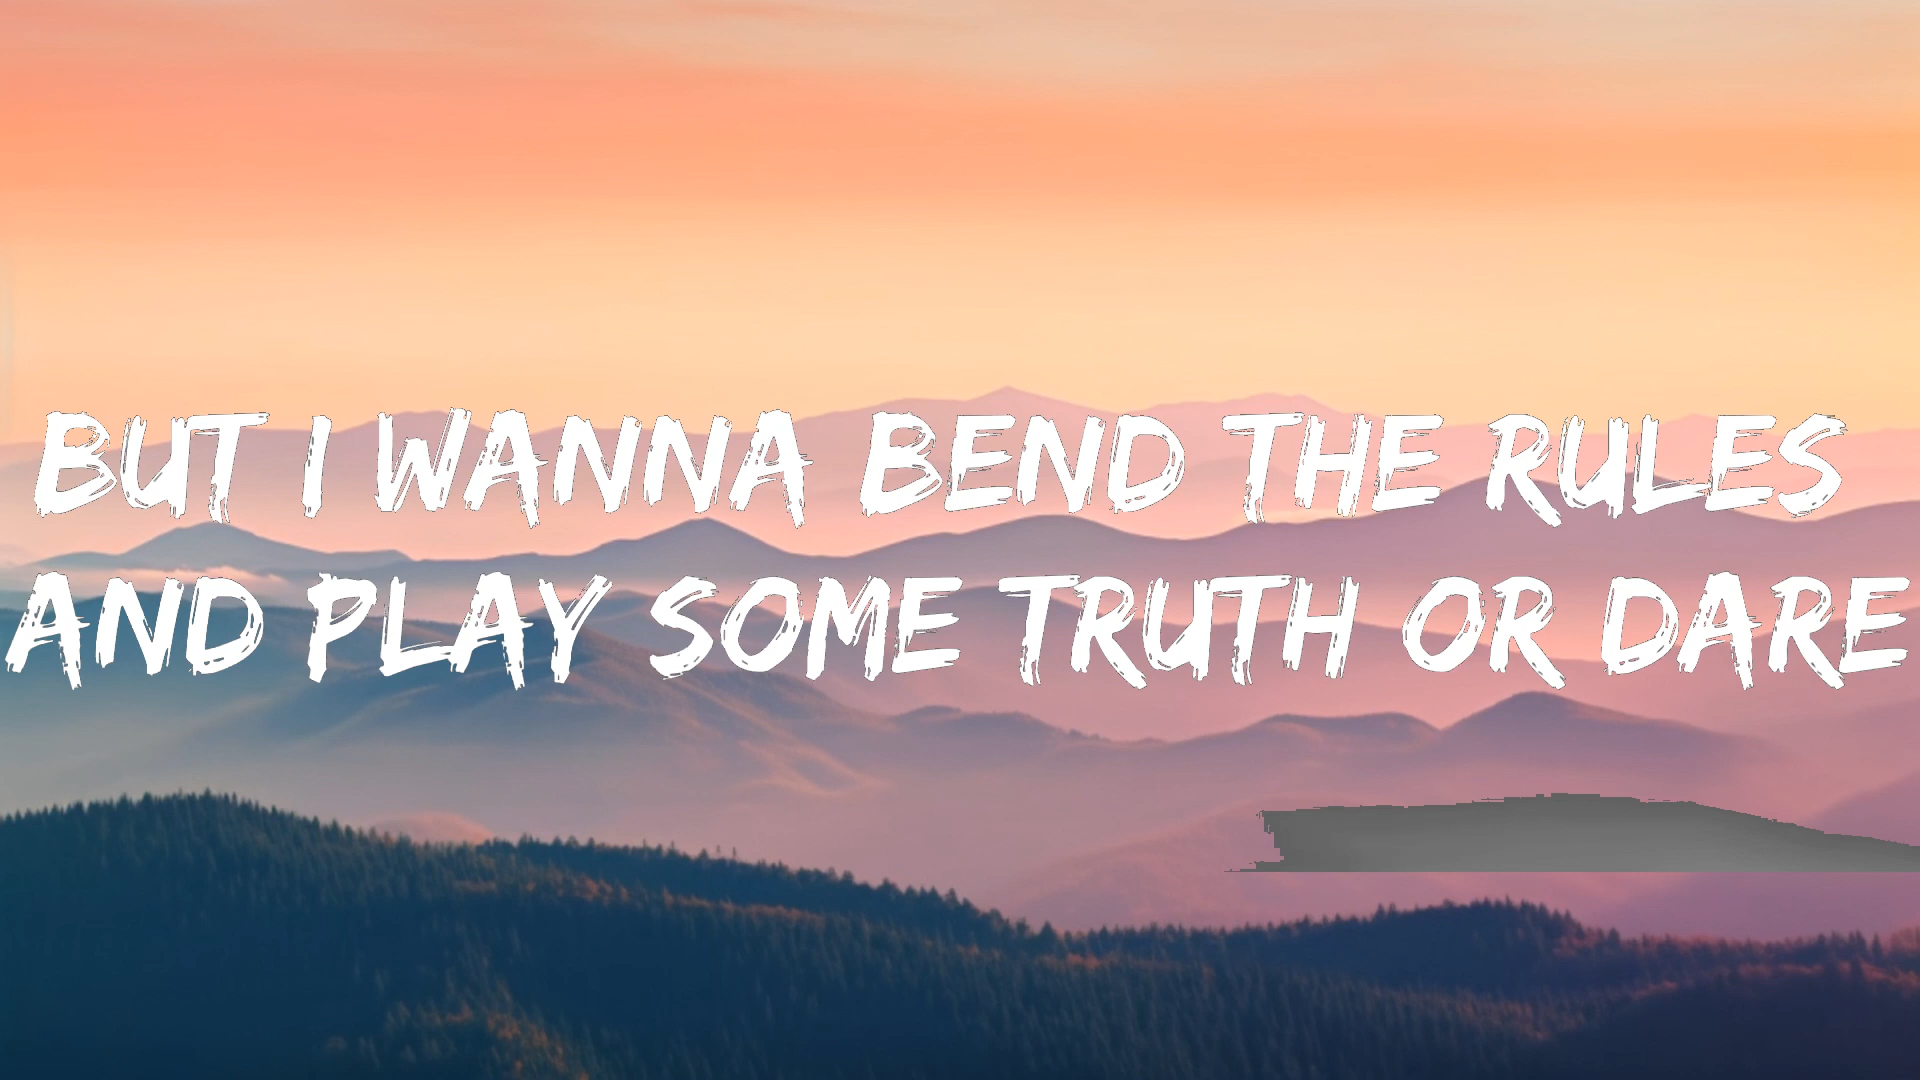 BUT I WANNA BEND THE RULES
AND PLAY SOME TRUTH OR DARE